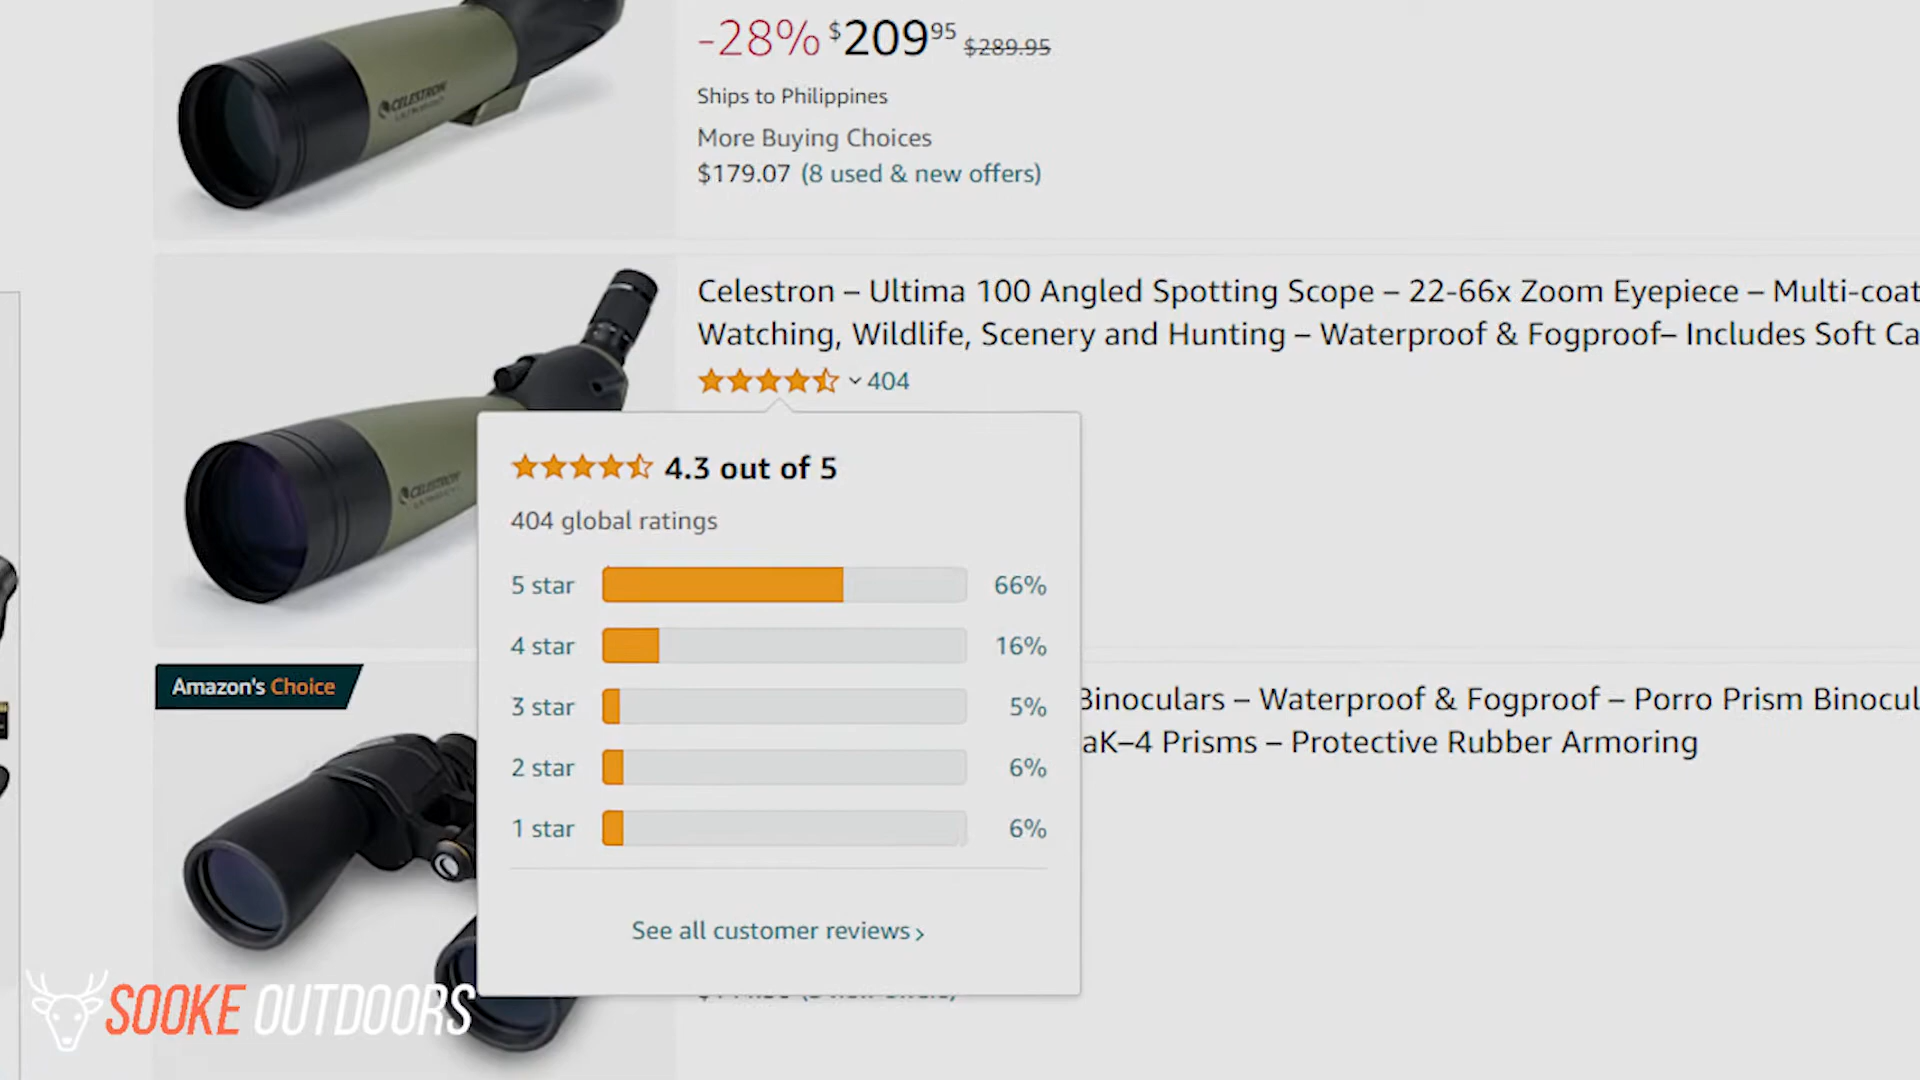 -28% $209.95 $289.95
Ships to Philippines
More Buying Choices
$179.07 (8 used & new offers)
CELESTRON
Celestron – Ultima 100 Angled Spotting Scope – 22-66x Zoom Eyepiece – Multi-coat
Watching, Wildlife, Scenery and Hunting – Waterproof & Fogproof– Includes Soft Ca
404
CELESTRON
4.3 out of 5
404 global ratings
5 star 66%
4 star 16%
3 star 5%
2 star 6%
1 star 6%
See all customer reviews ›
Amazon's Choice
Binoculars – Waterproof & Fogproof – Porro Prism Binocul
aK–4 Prisms – Protective Rubber Armoring
SOOKE OUTDOORS